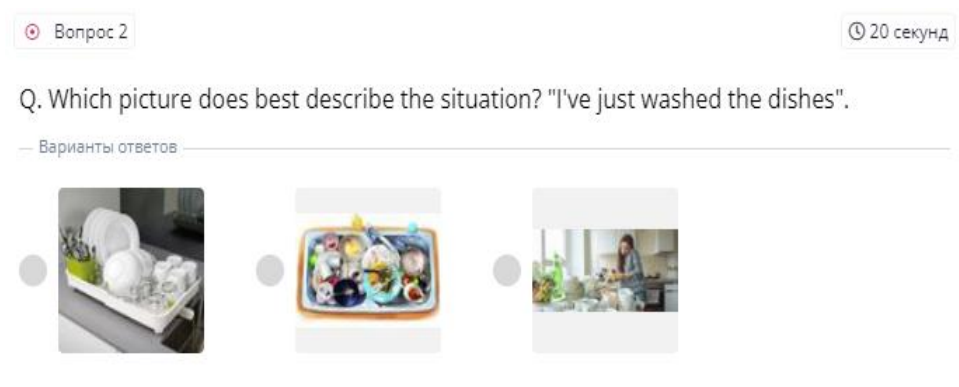 Вопрос 2
20 секунд
Q. Which picture does best describe the situation? "I've just washed the dishes".
Варианты ответов